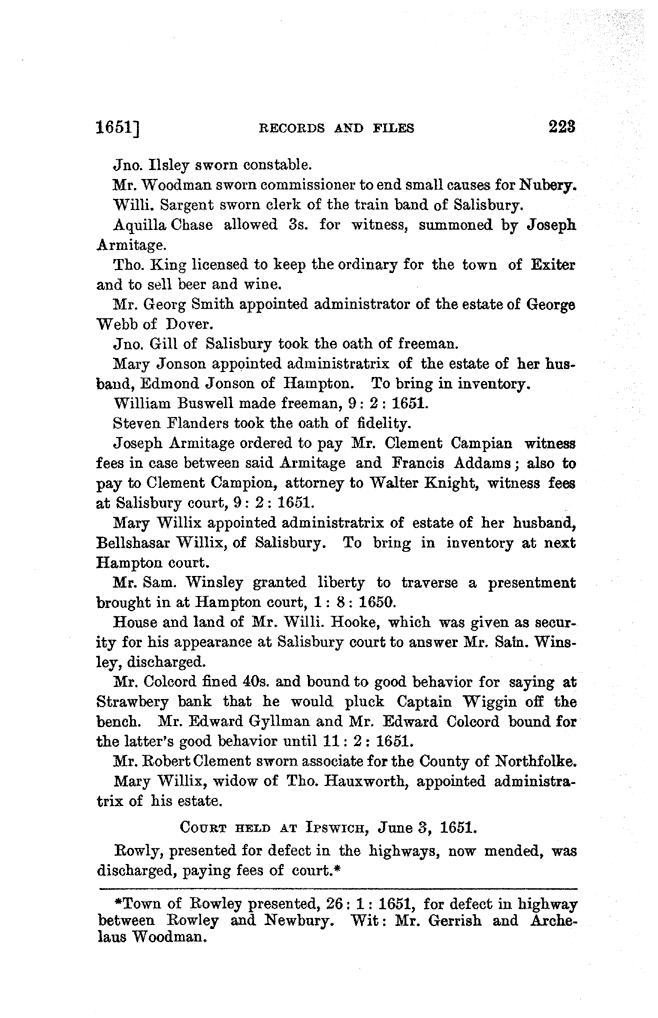 1651] RECORDS AND FILES 223
Jno. Ilsley sworn constable.
Mr. Woodman sworn commissioner to end small causes for Nubery.
Willi. Sargent sworn clerk of the train band of Salisbury.
Aquilla Chase allowed 3s. for witness, summoned by Joseph
Armitage.
Tho. King licensed to keep the ordinary for the town of Exiter
and to sell beer and wine.
Mr. Georg Smith appointed administrator of the estate of George
Webb of Dover.
Jno. Gill of Salisbury took the oath of freeman.
Mary Jonson appointed administratrix of the estate of her hus-
band, Edmond Jonson of Hampton. To bring in inventory.
William Buswell made freeman, 9: 2: 1651.
Steven Flanders took the oath of fidelity.
Joseph Armitage ordered to pay Mr. Clement Campian witness
fees in case between said Armitage and Francis Addams; also to
pay to Clement Campion, attorney to Walter Knight, witness fees
at Salisbury court, 9: 2: 1651.
Mary Willix appointed administratrix of estate of her husband,
Bellshasar Willix, of Salisbury. To bring in inventory at next
Hampton court.
Mr. Sam. Winsley granted liberty to traverse a presentment
brought in at Hampton court, 1: 8: 1650.
House and land of Mr. Willi. Hooke, which was given as secur-
ity for his appearance at Salisbury court to answer Mr. Sam. Wins-
ley, discharged.
Mr. Colcord fined 40s. and bound to good behavior for saying at
Strawbery bank that he would pluck Captain Wiggin off the
bench. Mr. Edward Gyllman and Mr. Edward Colcord bound for
the latter's good behavior until 11: 2: 1651.
Mr. Robert Clement sworn associate for the County of Northfolke.
Mary Willix, widow of Tho. Hauxworth, appointed administra-
trix of his estate.
COURT HELD AT IPSWICH, June 3, 1651.
Rowly, presented for defect in the highways, now mended, was
discharged, paying fees of court.*
*Town of Rowley presented, 26: 1: 1651, for defect in highway
between Rowley and Newbury. Wit: Mr. Gerrish and Arche-
laus Woodman.